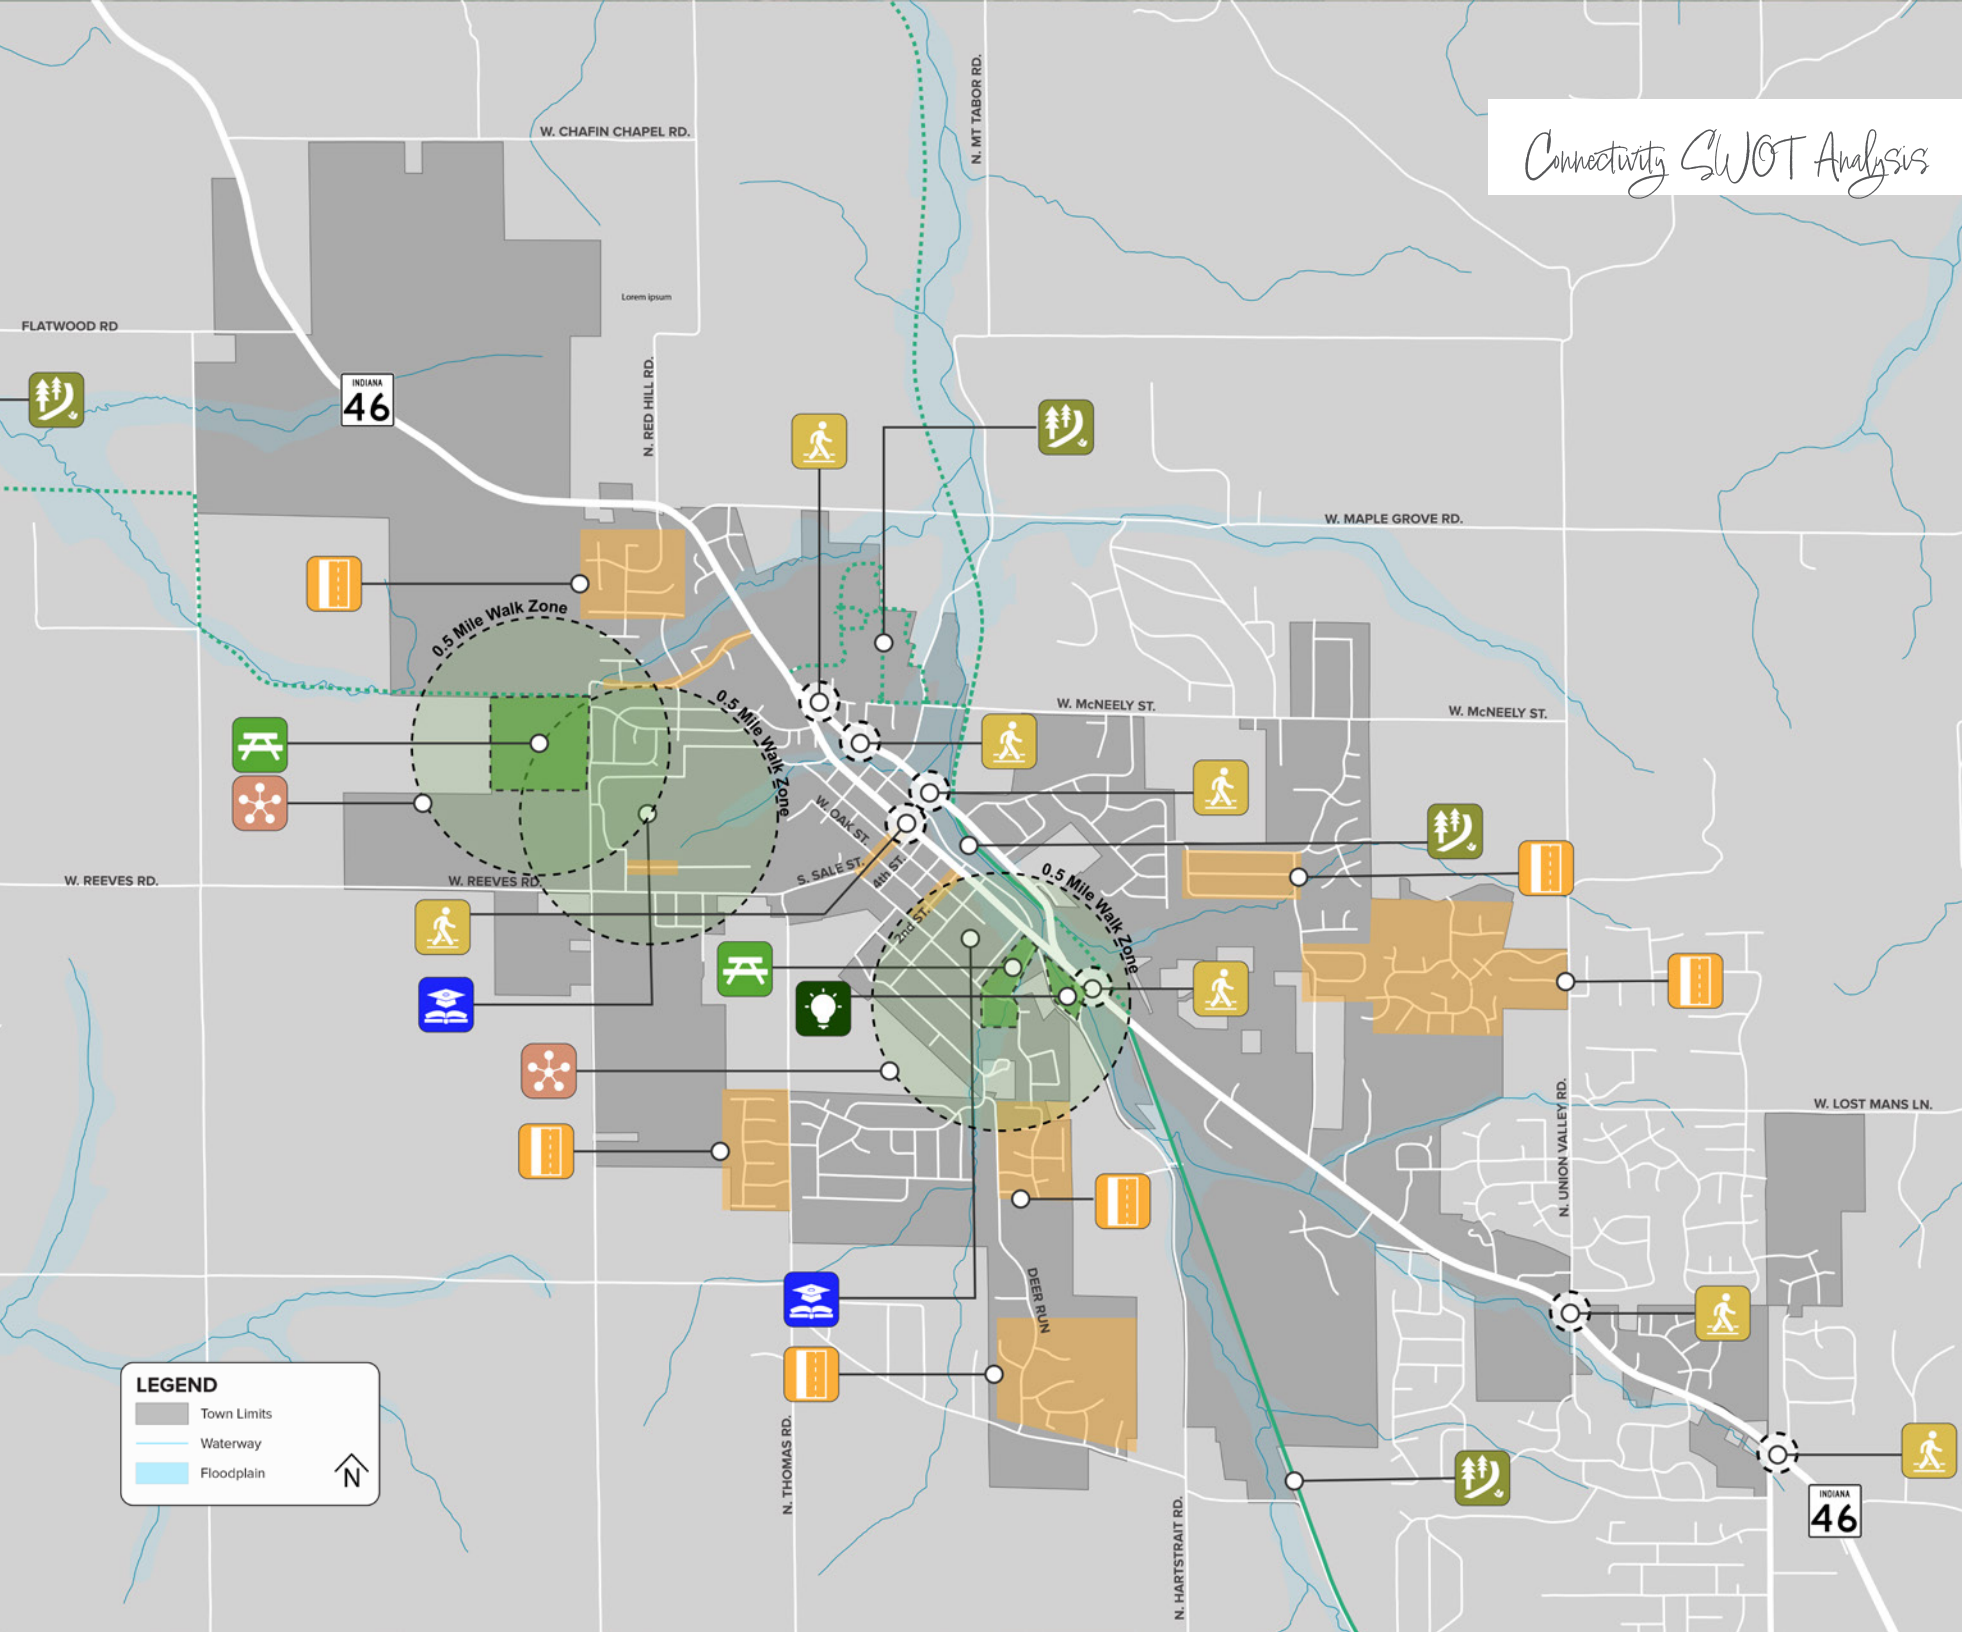 N. MT TABOR RD.
W. CHAFIN CHAPEL RD.
Connectivity SWOT Analysis
Lorem ipsum
FLATWOOD RD
INDIANA
46
N. RED HILL RD.
W. MAPLE GROVE RD.
0.5 Mile Walk Zone
0.5 Mile Walk Zone
W. McNEELY ST.
W. McNEELY ST.
W. OAK ST.
S. SALE ST.
4th ST.
0.5 Mile Walk Zone
W. REEVES RD.
W. REEVES RD.
2nd ST.
W. LOST MANS LN.
N. UNION VALLEY RD.
DEER RUN
LEGEND
Town Limits
Waterway
Floodplain
N
N. THOMAS RD.
N. HARTSTRAIT RD.
INDIANA
46